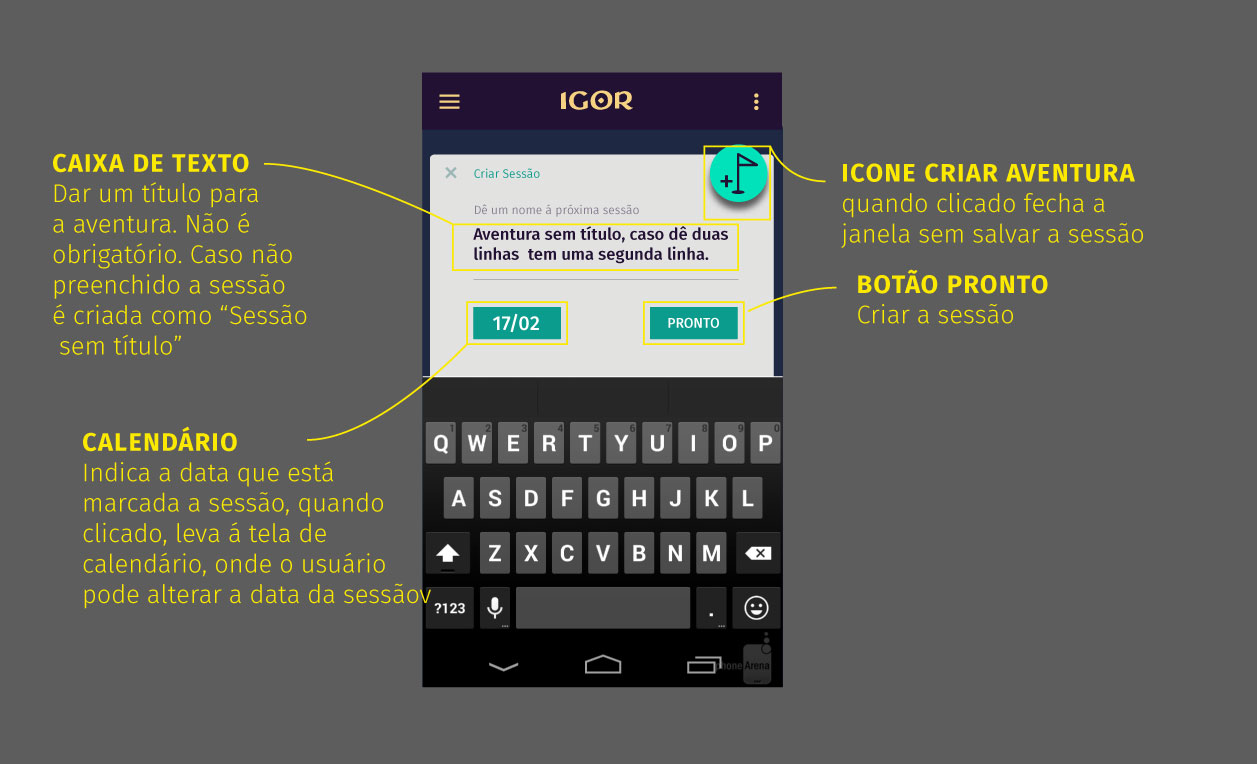 IGOR
CAIXA DE TEXTO
Dar um título para
a aventura. Não é
obrigatório. Caso não
preenchido a sessão
é criada como “Sessão
sem título”
Criar Sessão
Dê um nome á próxima sessão
Aventura sem título, caso dê duas
linhas tem uma segunda linha.
17/02
PRONTO
ICONE CRIAR AVENTURA
quando clicado fecha a
janela sem salvar a sessão
BOTÃO PRONTO
Criar a sessão
CALENDÁRIO
Indica a data que está
marcada a sessão, quando
clicado, leva á tela de
calendário, onde o usuário
pode alterar a data da sessãov
1 2 3 4 5 6 7 8 9 0
Q W E R T Y U I O P
A S D F G H J K L
Z X C V B N M
?123 ... . ...
phoneArena